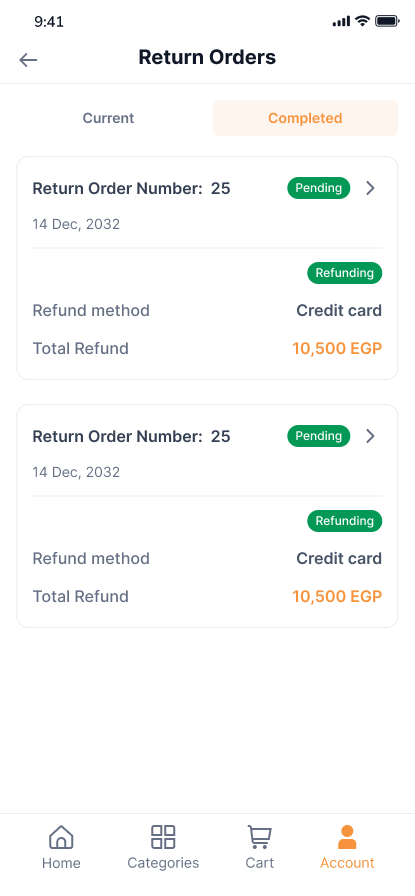 9:41
Return Orders
Current Completed
Return Order Number: 25 Pending
14 Dec, 2032
Refunding
Refund method Credit card
Total Refund 10,500 EGP
Return Order Number: 25 Pending
14 Dec, 2032
Refunding
Refund method Credit card
Total Refund 10,500 EGP
Home Categories Cart Account